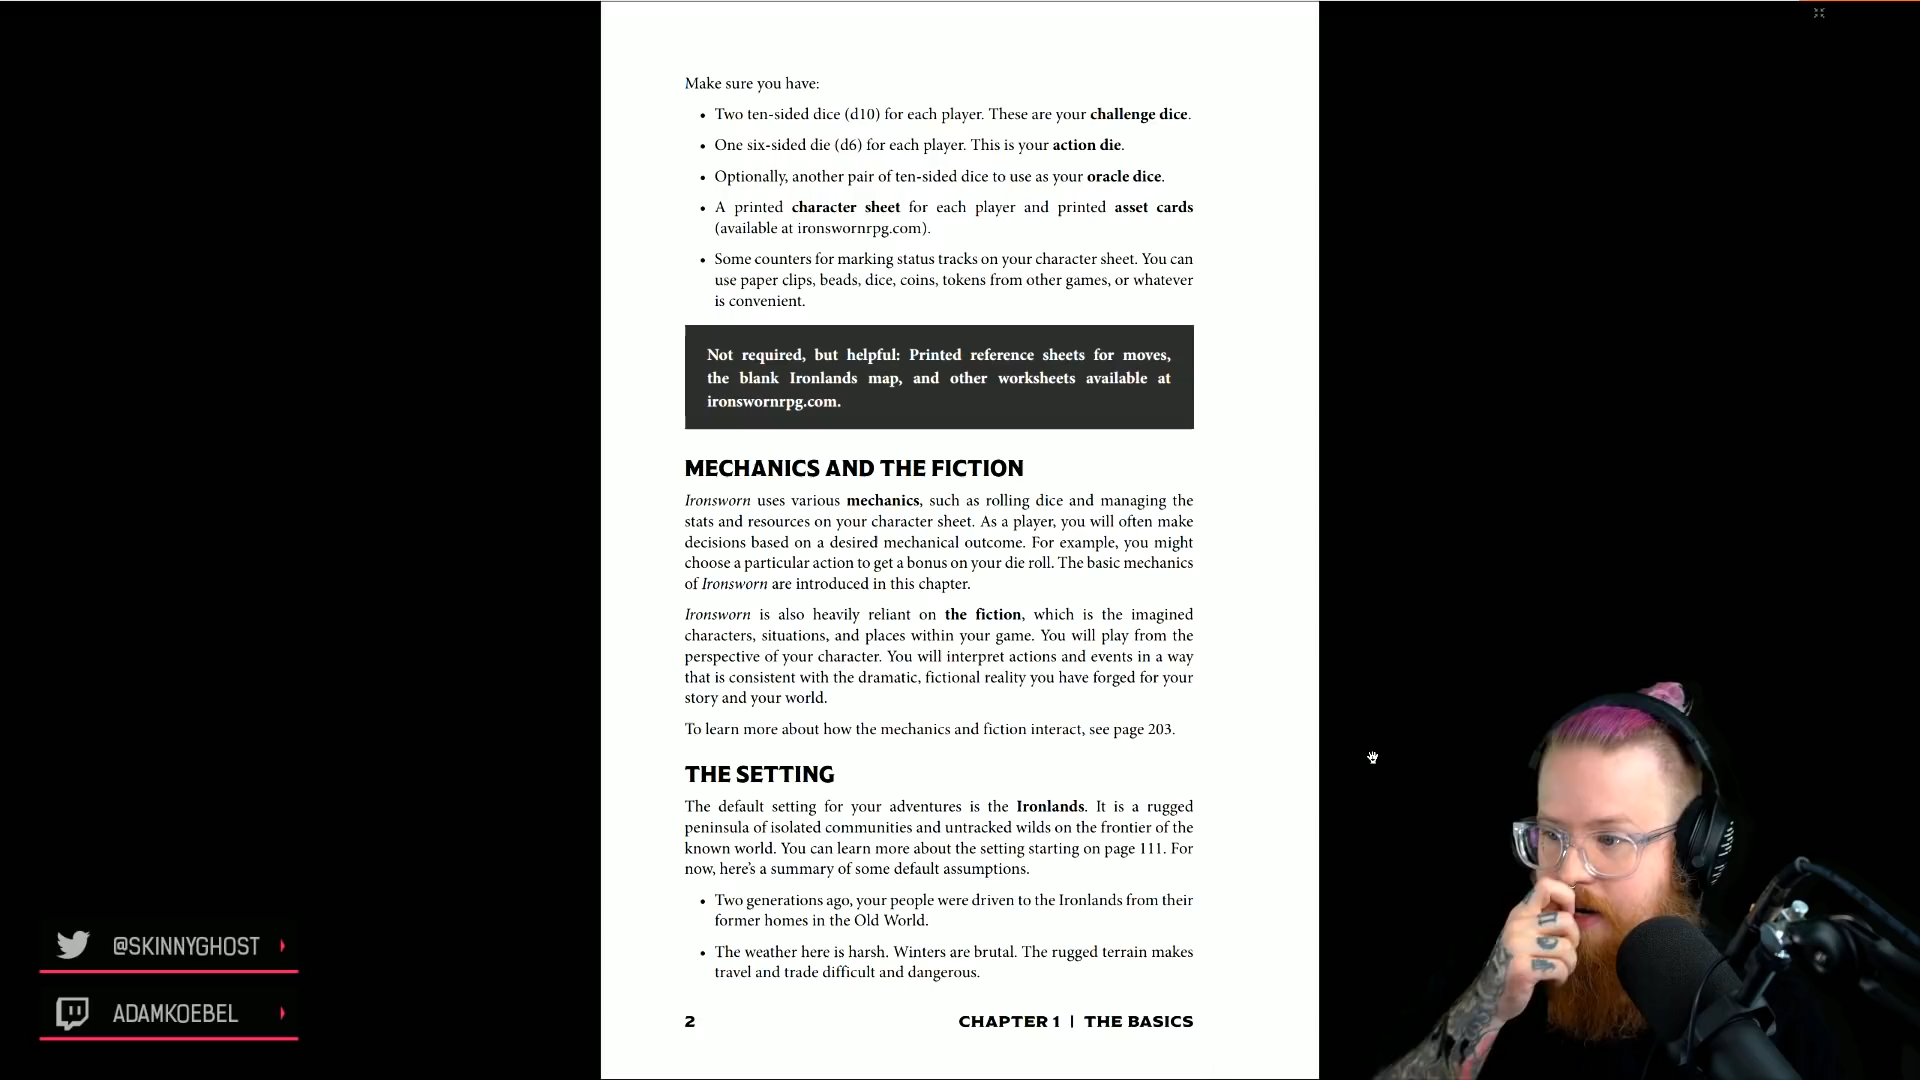 Make sure you have:
• Two ten-sided dice (d10) for each player. These are your challenge dice.
• One six-sided die (d6) for each player. This is your action die.
• Optionally, another pair of ten-sided dice to use as your oracle dice.
• A printed character sheet for each player and printed asset cards
(available at ironswornrpg.com).
• Some counters for marking status tracks on your character sheet. You can
use paper clips, beads, dice, coins, tokens from other games, or whatever
is convenient.
Not required, but helpful: Printed reference sheets for moves,
the blank Ironlands map, and other worksheets available at
ironswornrpg.com.
MECHANICS AND THE FICTION
Ironsworn uses various mechanics, such as rolling dice and managing the
stats and resources on your character sheet. As a player, you will often make
decisions based on a desired mechanical outcome. For example, you might
choose a particular action to get a bonus on your die roll. The basic mechanics
of Ironsworn are introduced in this chapter.
Ironsworn is also heavily reliant on the fiction, which is the imagined
characters, situations, and places within your game. You will play from the
perspective of your character. You will interpret actions and events in a way
that is consistent with the dramatic, fictional reality you have forged for your
story and your world.
To learn more about how the mechanics and fiction interact, see page 203.
THE SETTING
The default setting for your adventures is the Ironlands. It is a rugged
peninsula of isolated communities and untracked wilds on the frontier of the
known world. You can learn more about the setting starting on page 111. For
now, here's a summary of some default assumptions.
• Two generations ago, your people were driven to the Ironlands from their
former homes in the Old World.
• The weather here is harsh. Winters are brutal. The rugged terrain makes
travel and trade difficult and dangerous.
2 CHAPTER 1 | THE BASICS
@SKINNYGHOST
ADAMKOEBEL